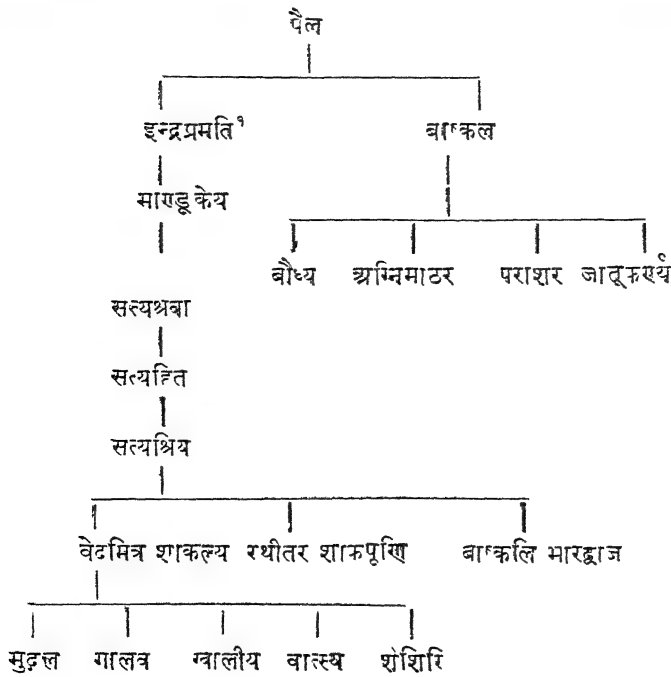 पैल
इन्द्रप्रमति१ बाष्कल
माण्डूकेय
बौध्य अग्निमाठर पराशर जातूकर्ण्य
सत्यश्रवा
सत्यहित
सत्यश्रिय
वेदमित्र शाकल्य रथीतर शाकपूणि बाष्कलि भारद्वाज
मुद्गल गालव ग्वालीय वात्स्य शैशिरि